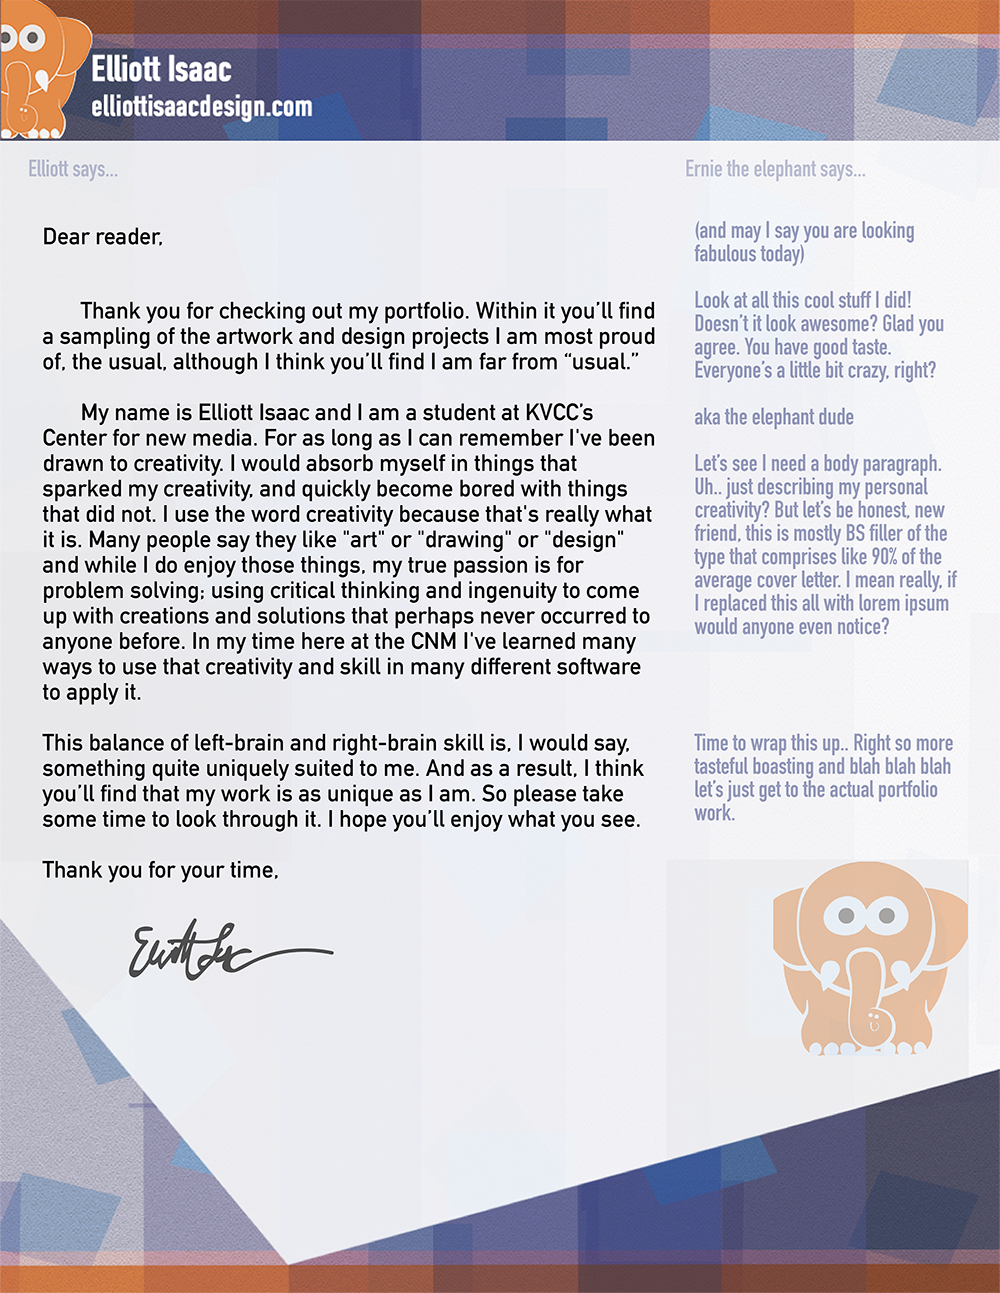 Elliott Isaac
elliottisaacdesign.com
Elliott says...
Dear reader,
Thank you for checking out my portfolio. Within it you’ll find
a sampling of the artwork and design projects I am most proud
of, the usual, although I think you’ll find I am far from “usual.”
My name is Elliott Isaac and I am a student at KVCC’s
Center for new media. For as long as I can remember I've been
drawn to creativity. I would absorb myself in things that
sparked my creativity, and quickly become bored with things
that did not. I use the word creativity because that's really what
it is. Many people say they like "art" or "drawing" or "design"
and while I do enjoy those things, my true passion is for
problem solving; using critical thinking and ingenuity to come
up with creations and solutions that perhaps never occurred to
anyone before. In my time here at the CNM I've learned many
ways to use that creativity and skill in many different software
to apply it.
This balance of left-brain and right-brain skill is, I would say,
something quite uniquely suited to me. And as a result, I think
you’ll find that my work is as unique as I am. So please take
some time to look through it. I hope you’ll enjoy what you see.
Thank you for your time,
Elliott Isaac
Ernie the elephant says...
(and may I say you are looking
fabulous today)
Look at all this cool stuff I did!
Doesn’t it look awesome? Glad you
agree. You have good taste.
Everyone’s a little bit crazy, right?
aka the elephant dude
Let’s see I need a body paragraph.
Uh.. just describing my personal
creativity? But let’s be honest, new
friend, this is mostly BS filler of the
type that comprises like 90% of the
average cover letter. I mean really, if
I replaced this all with lorem ipsum
would anyone even notice?
Time to wrap this up.. Right so more
tasteful boasting and blah blah blah
let’s just get to the actual portfolio
work.